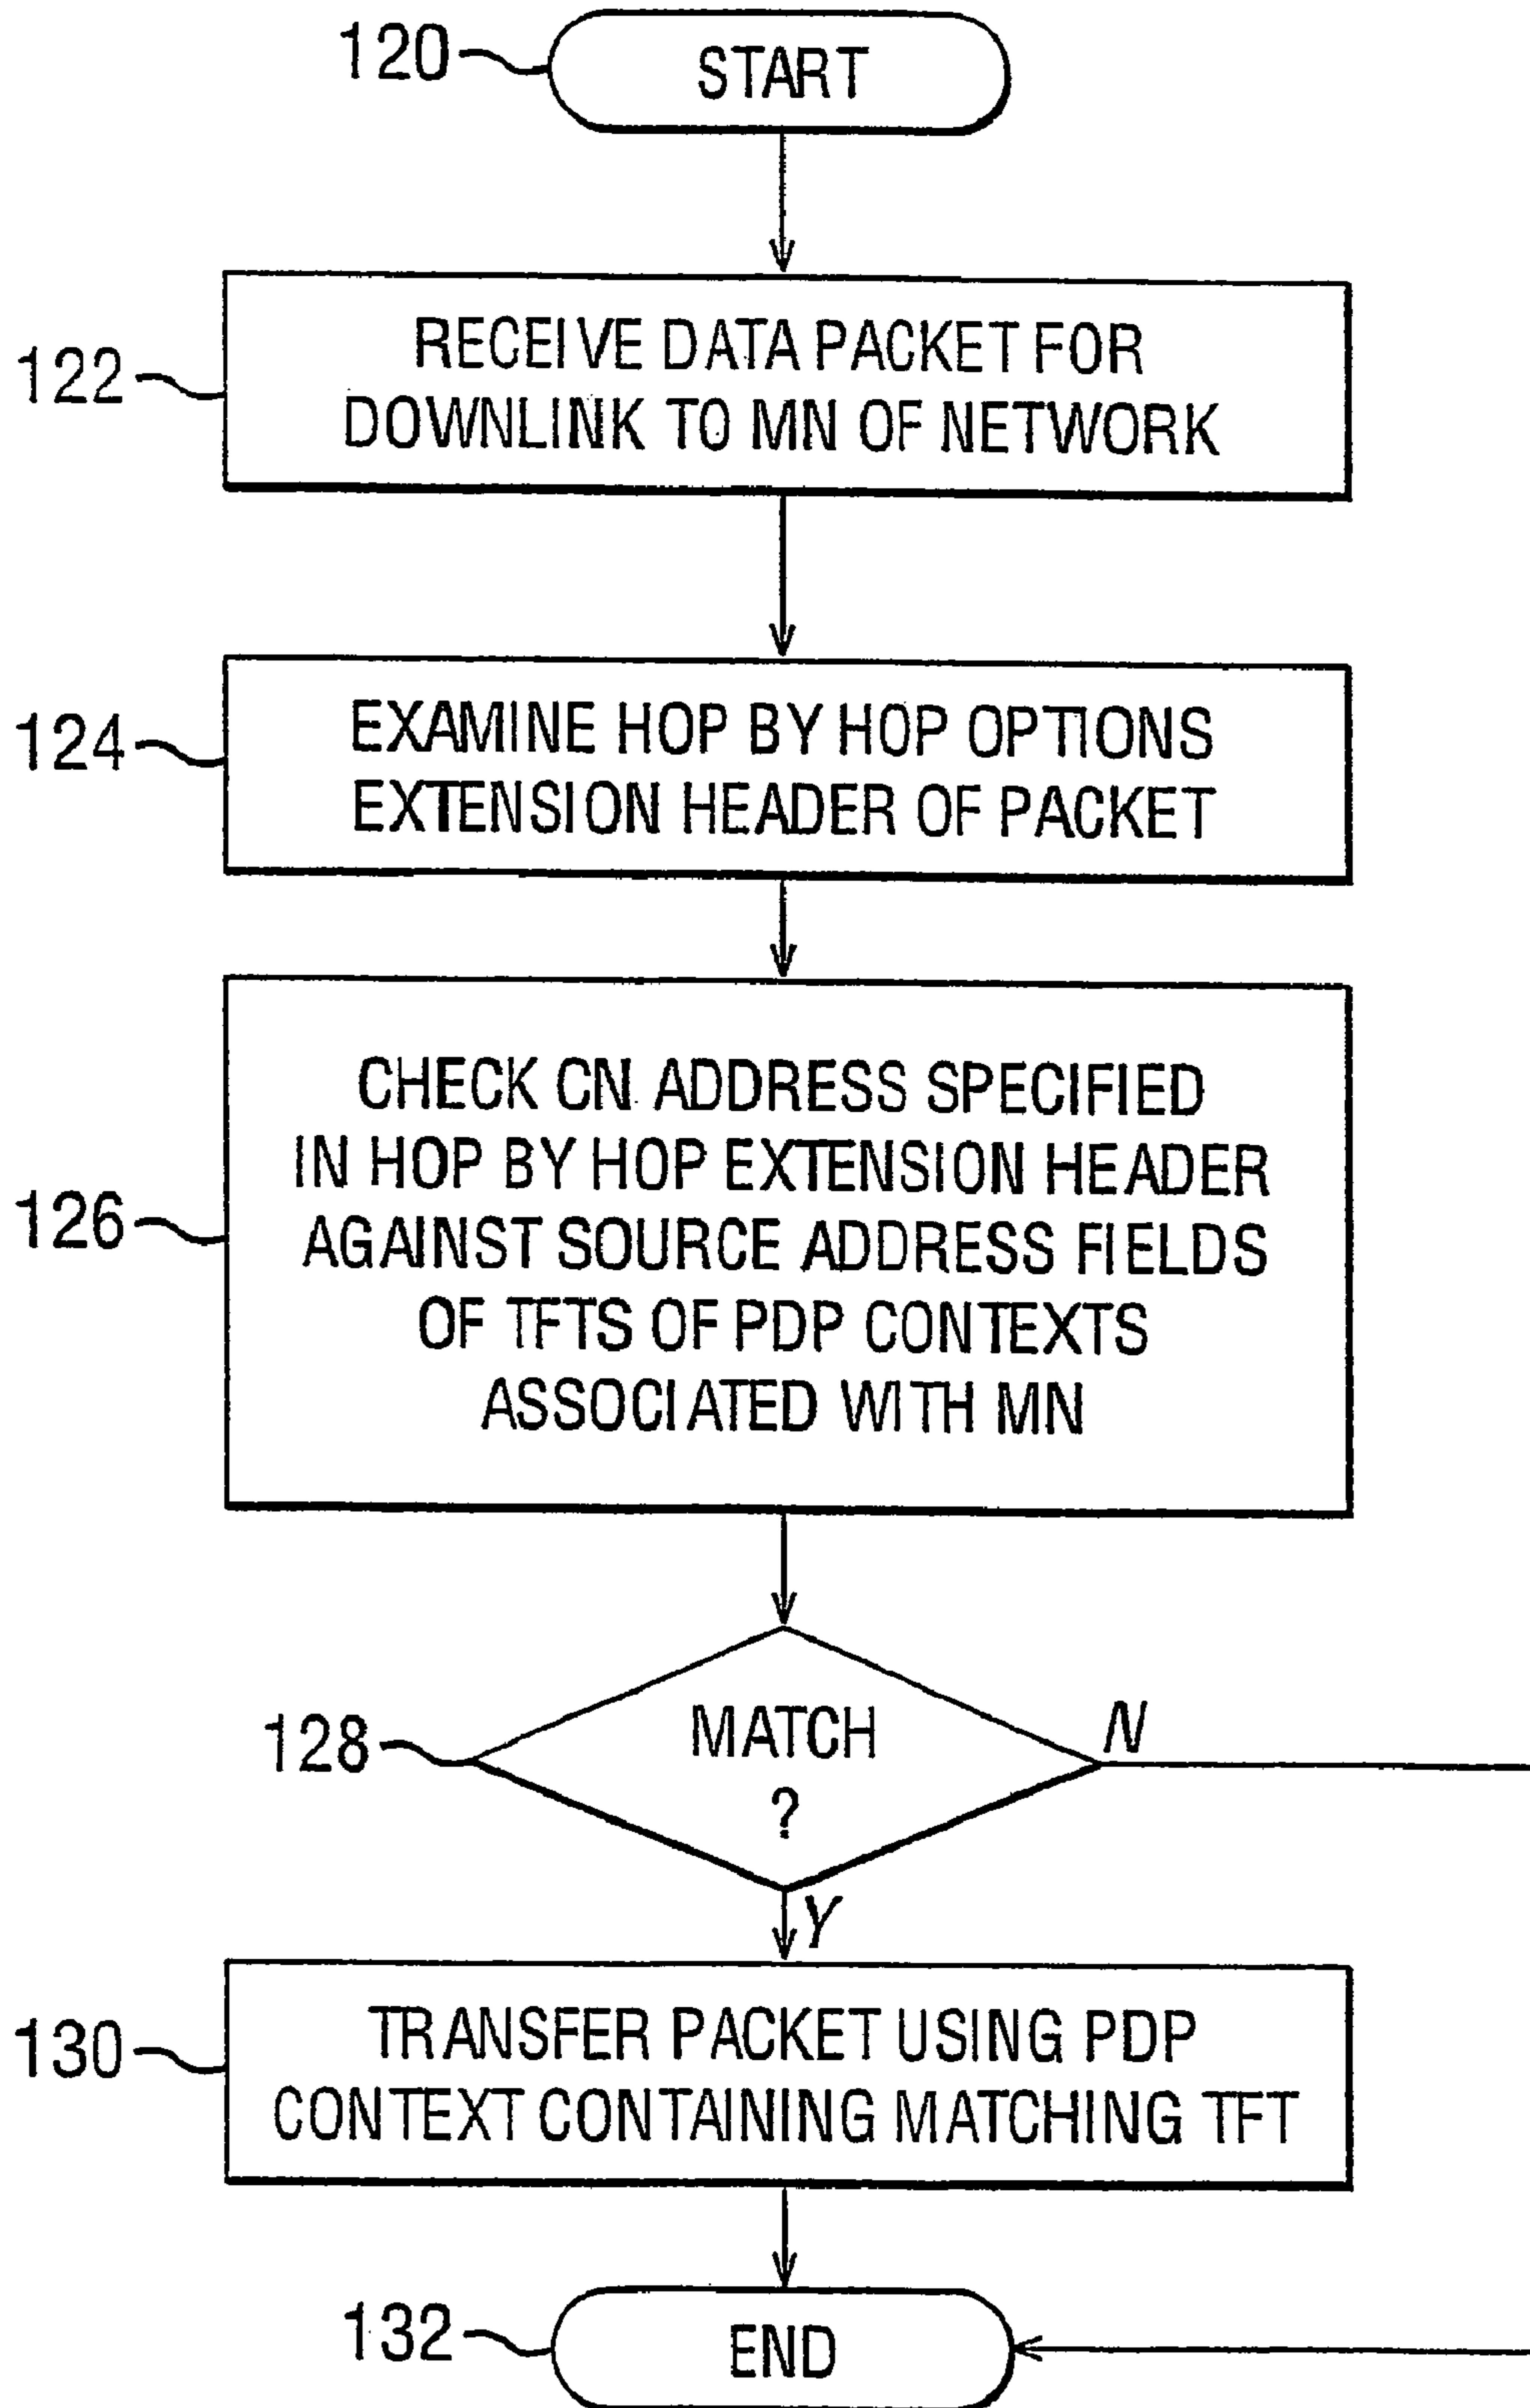 120
START
122
RECEIVE DATA PACKET FOR
DOWNLINK TO MN OF NETWORK
124
EXAMINE HOP BY HOP OPTIONS
EXTENSION HEADER OF PACKET
126
CHECK CN ADDRESS SPECIFIED
IN HOP BY HOP EXTENSION HEADER
AGAINST SOURCE ADDRESS FIELDS
OF TFTS OF PDP CONTEXTS
ASSOCIATED WITH MN
128
MATCH
?
N
Y
130
TRANSFER PACKET USING PDP
CONTEXT CONTAINING MATCHING TFT
132
END